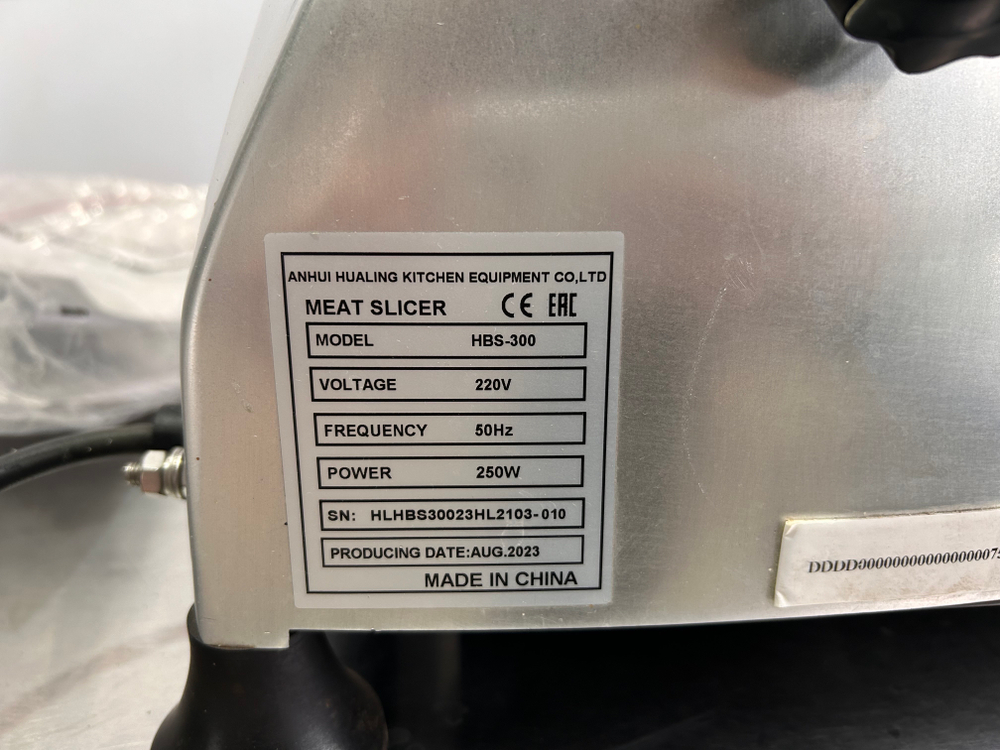 ANHUI HUALING KITCHEN EQUIPMENT CO,LTD
MEAT SLICER CE EAC
MODEL HBS-300
VOLTAGE 220V
FREQUENCY 50Hz
POWER 250W
SN: HLHBS30023HL2103-010
PRODUCING DATE:AUG.2023
MADE IN CHINA